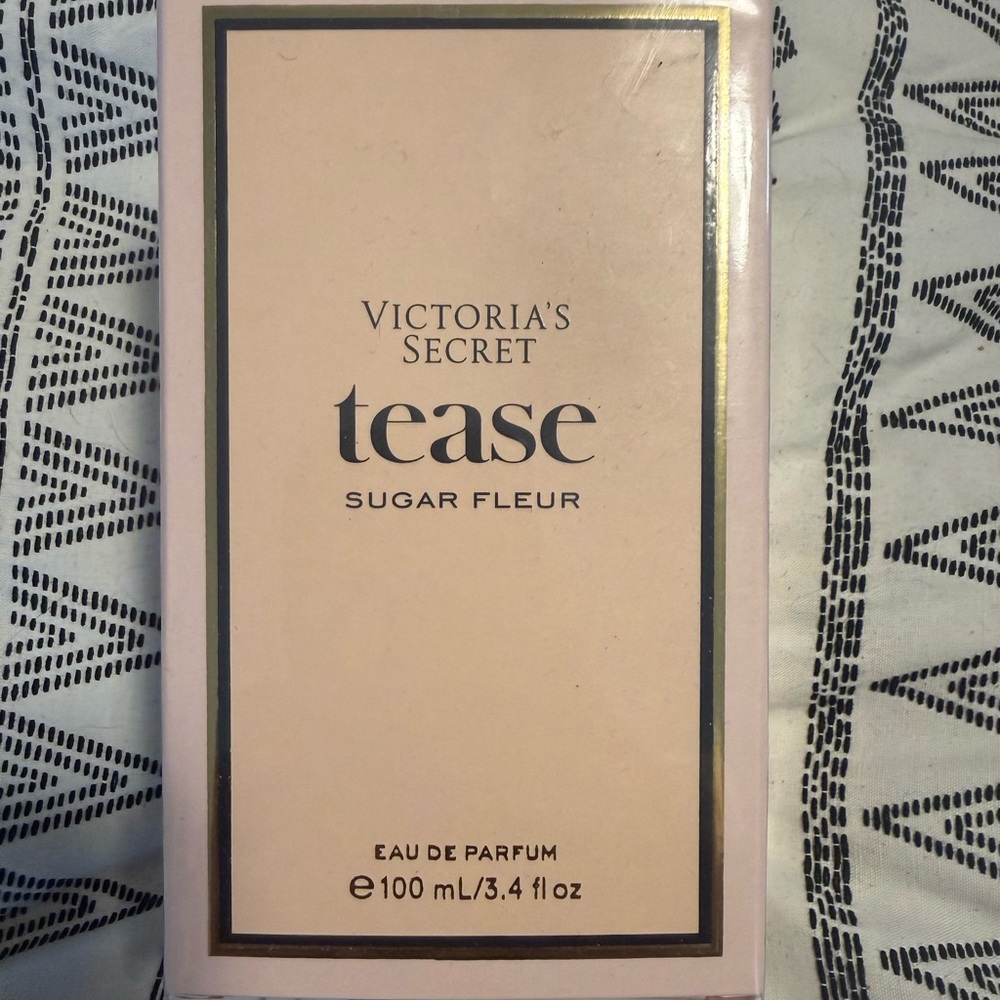 VICTORIA'S
SECRET
tease
SUGAR FLEUR
EAU DE PARFUM
℮ 100 mL/3.4 fl oz